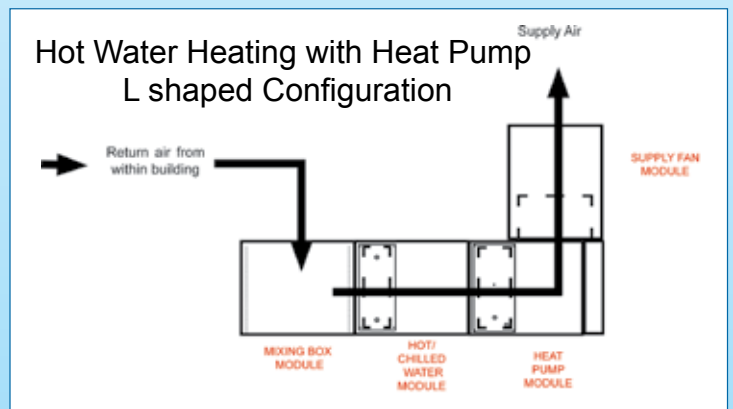 Supply Air
Hot Water Heating with Heat Pump
L shaped Configuration
Return air from
within building
SUPPLY FAN
MODULE
MIXING BOX
MODULE
HOT/
CHILLED
WATER
MODULE
HEAT
PUMP
MODULE